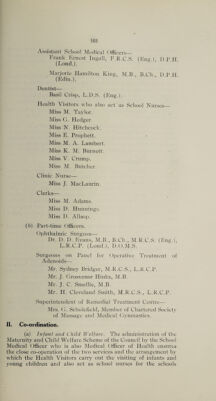 101
Assistant School Medical Officers—
Frank Ernest Ingall, F.R.C.S. (Eng.), D.P.H.
(Lond.).
Marjorie Hamilton King, M.B., B.Ch., D.P.H.
(Edin.).
Dentist—
Basil Crisp, L.D.S. (Eng.).
Health Visitors who also act as School Nurses—
Miss M. Taylor.
Miss G. Hedger.
Miss N. Hitchcock.
Miss E. Prophett.
Miss M. A. Lambert.
Miss K. M. Burnett.
Miss V. Crump.
Miss M. Butcher.
Clinic Nurse—
Miss J. MacLaurin.
Clerks—
Miss M. Adams.
Miss D. Hunnings.
Miss D. Allsop.
(b) Part-time Officers.
Ophthalmic Surgeon—
Dr. D. D. Evans, M.B., B.Ch., M.R.C.S. (Eng.),
L.R.C.P. (Lond.), D.O.M.S.
Surgeons on Panel for Operative Treatment of
Adenoids—
Mr. Sydney Bridger, M.R.C.S., L.R.C.P.
Mr. J. Grosvenor Hinks, M.B.
Mr. J. C. Smellie, M.B.
Mr. H. Cleveland Smith, M.R.C.S., L.R.C.P.
Superintendent of Remedial Treatment Centre—
Mrs. G. Scholefield, Member of Chartered Society
of Massage and Medical Gymnastics.
II. Co-ordination.
(a) Infant and Child Welfare. The administration of the
Maternity and Child Welfare Scheme of the Council by the School
Medical Officer who is also Medical Officer of Health ensures
the close co-operation of the two services and the arrangement by
which the Health Visitors carry out the visiting of infants and
young children and also act as school nurses for the schools